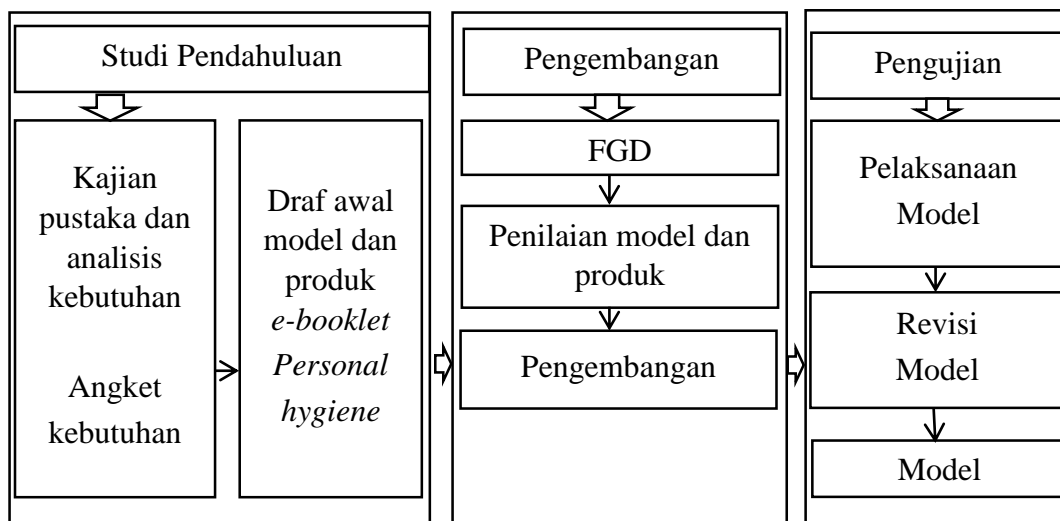 Studi Pendahuluan
Kajian
pustaka dan
analisis
kebutuhan
Angket
kebutuhan
Draf awal
model dan
produk
e-booklet
Personal
hygiene
Pengembangan
FGD
Penilaian model dan
produk
Pengembangan
Pengujian
Pelaksanaan
Model
Revisi
Model
Model